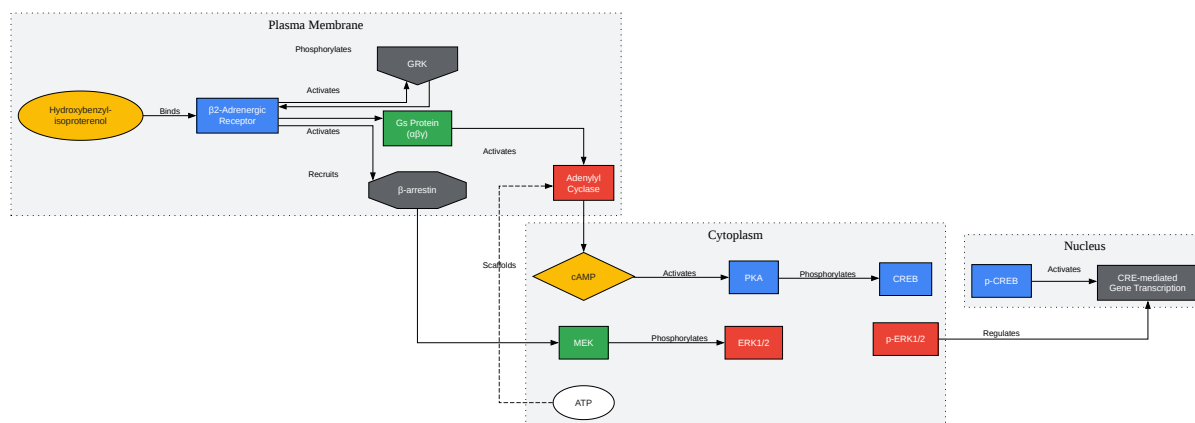 Plasma Membrane
Phosphorylates
GRK
Activates
Hydroxybenzyl-
isoproterenol
Binds
β2-Adrenergic
Receptor
Gs Protein
(αβγ)
Activates
Activates
Recruits
β-arrestin
Adenylyl
Cyclase
Cytoplasm
Nucleus
Scaffolds
cAMP
Activates
PKA
Phosphorylates
CREB
p-CREB
Activates
CRE-mediated
Gene Transcription
MEK
Phosphorylates
ERK1/2
p-ERK1/2
Regulates
ATP